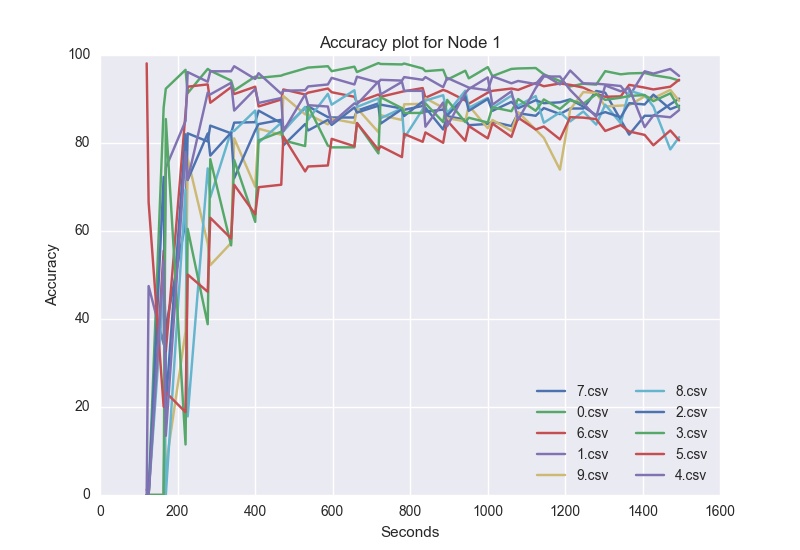 Accuracy plot for Node 1
100
80
60
40
20
0
Accuracy
0 200 400 600 800 1000 1200 1400 1600
Seconds
7.csv 8.csv
0.csv 2.csv
6.csv 3.csv
1.csv 5.csv
9.csv 4.csv